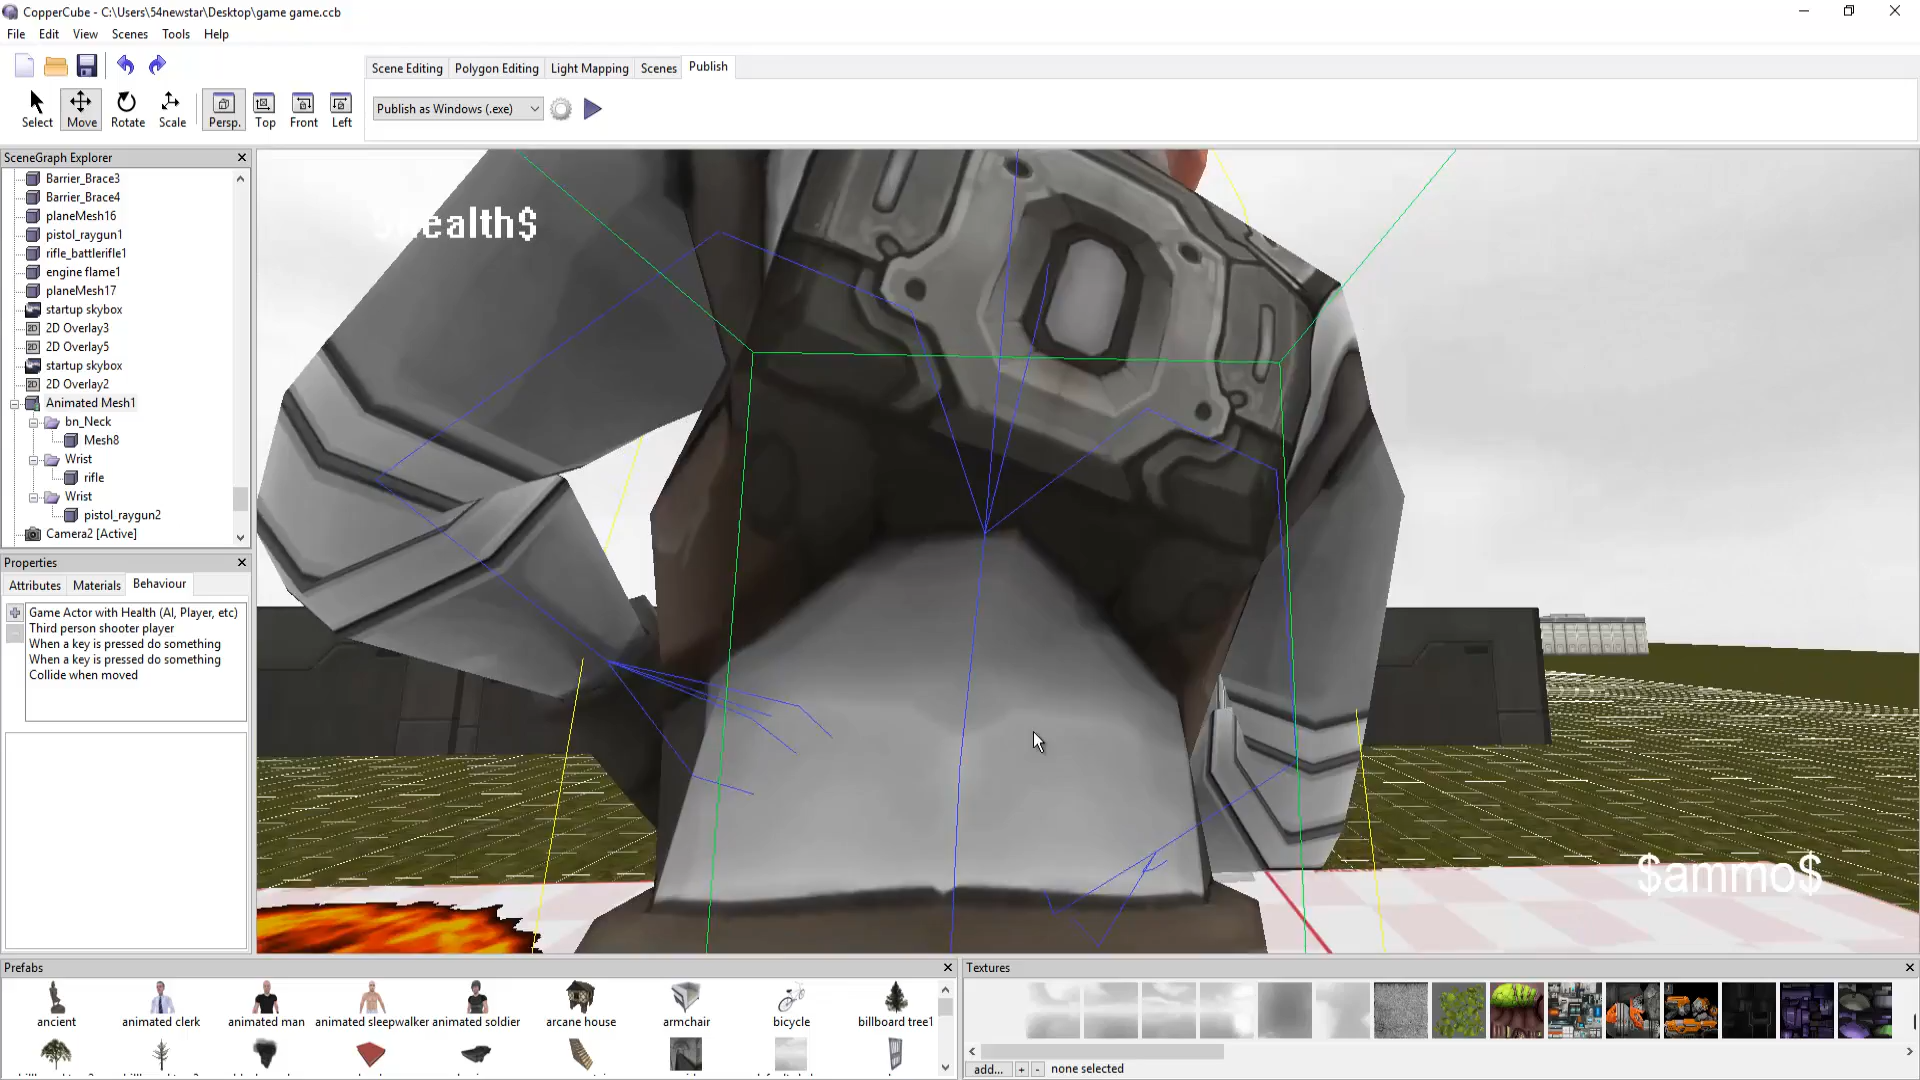 CopperCube - C:\Users\54newstar\Desktop\game game.ccb
File Edit View Scenes Tools Help
Scene Editing Polygon Editing Light Mapping Scenes Publish
Select Move Rotate Scale Persp. Top Front Left
Publish as Windows (.exe)
SceneGraph Explorer
Barrier_Brace3
Barrier_Brace4
planeMesh16
pistol_raygun1
rifle_battlerifle1
engine flame1
planeMesh17
startup skybox
2D Overlay3
2D Overlay5
startup skybox
2D Overlay2
Animated Mesh1
bn_Neck
Mesh8
Wrist
rifle
Wrist
pistol_raygun2
Camera2 [Active]
$health$
$ammo$
Properties
Attributes Materials Behaviour
Game Actor with Health (AI, Player, etc)
Third person shooter player
When a key is pressed do something
When a key is pressed do something
Collide when moved
Prefabs
ancient animated clerk animated man animated sleepwalker animated soldier arcane house armchair bicycle billboard tree1
Textures
add... + - none selected